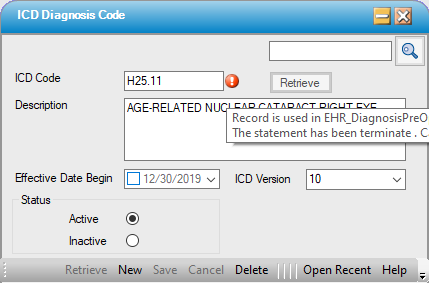 ICD Diagnosis Code
ICD Code H25.11 Retrieve
Description AGE-RELATED NUCLEAR CATARACT RIGHT EYE
Record is used in EHR_DiagnosisPreO
The statement has been terminate . C
Effective Date Begin 12/30/2019 ICD Version 10
Status
Active
Inactive
Retrieve New Save Cancel Delete Open Recent Help